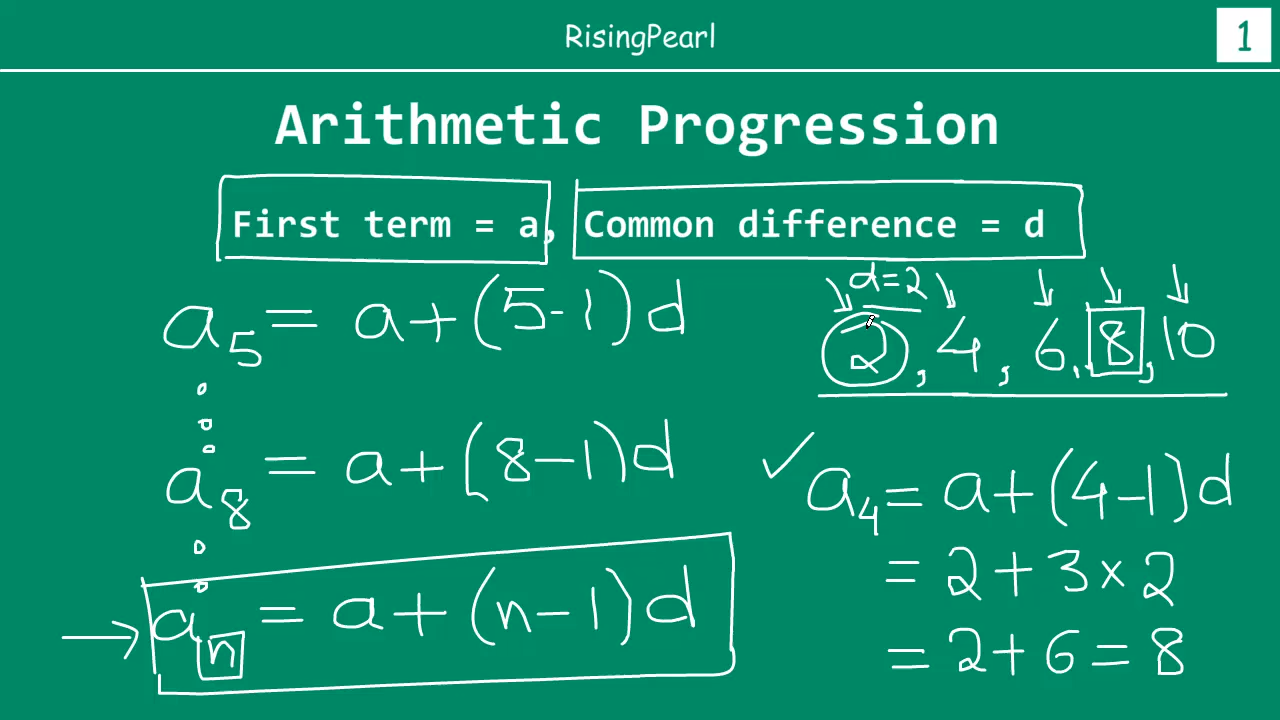 RisingPearl
1
Arithmetic Progression
First term = a, Common difference = d
d=2
2, 4, 6, 8, 10
a₅ = a+(5-1)d
a₈ = a+(8-1)d
aₙ = a+(n-1)d
a₄ = a+(4-1)d
= 2+3×2
= 2+6=8